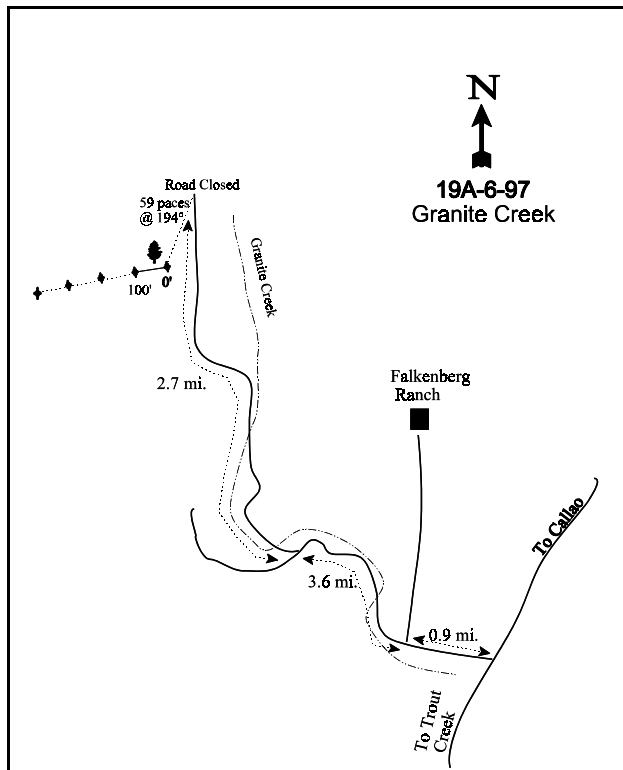 N
19A-6-97
Granite Creek
Road Closed
59 paces
@ 194°
100'
0'
Granite Creek
2.7 mi.
Falkenberg
Ranch
To Callao
3.6 mi.
0.9 mi.
To Trout
Creek